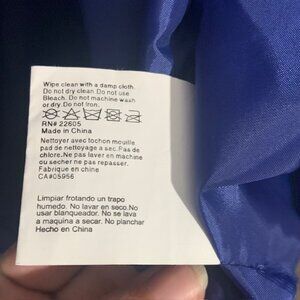 Wipe clean with a damp cloth.
Do not dry clean. Do not use
Bleach. Do not machine wash
or dry. Do not Iron.
RN# 22605
Made in China
Nettoyer avec tochon mouille
pad de nettoyage a sec. Pas de
chlore. Ne pas laver en machine
ou secher ne pas repasser.
Fabrique en china
CA#05956
Limpiar frotando un trapo
humedo. No lavar en seco. No
usar blanqueador. No se lava
a maquina a secar. No planchar
Hecho en China